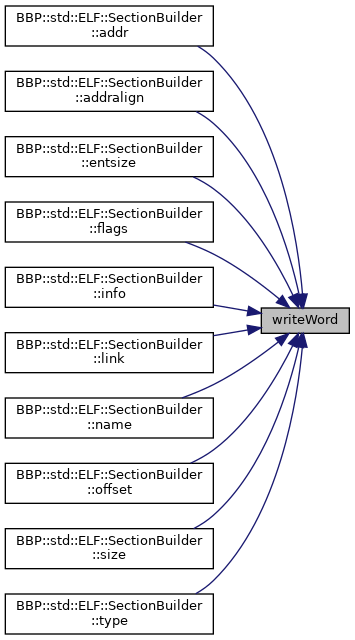 BBP::std::ELF::SectionBuilder
::addr
BBP::std::ELF::SectionBuilder
::addralign
BBP::std::ELF::SectionBuilder
::entsize
BBP::std::ELF::SectionBuilder
::flags
BBP::std::ELF::SectionBuilder
::info
writeWord
BBP::std::ELF::SectionBuilder
::link
BBP::std::ELF::SectionBuilder
::name
BBP::std::ELF::SectionBuilder
::offset
BBP::std::ELF::SectionBuilder
::size
BBP::std::ELF::SectionBuilder
::type